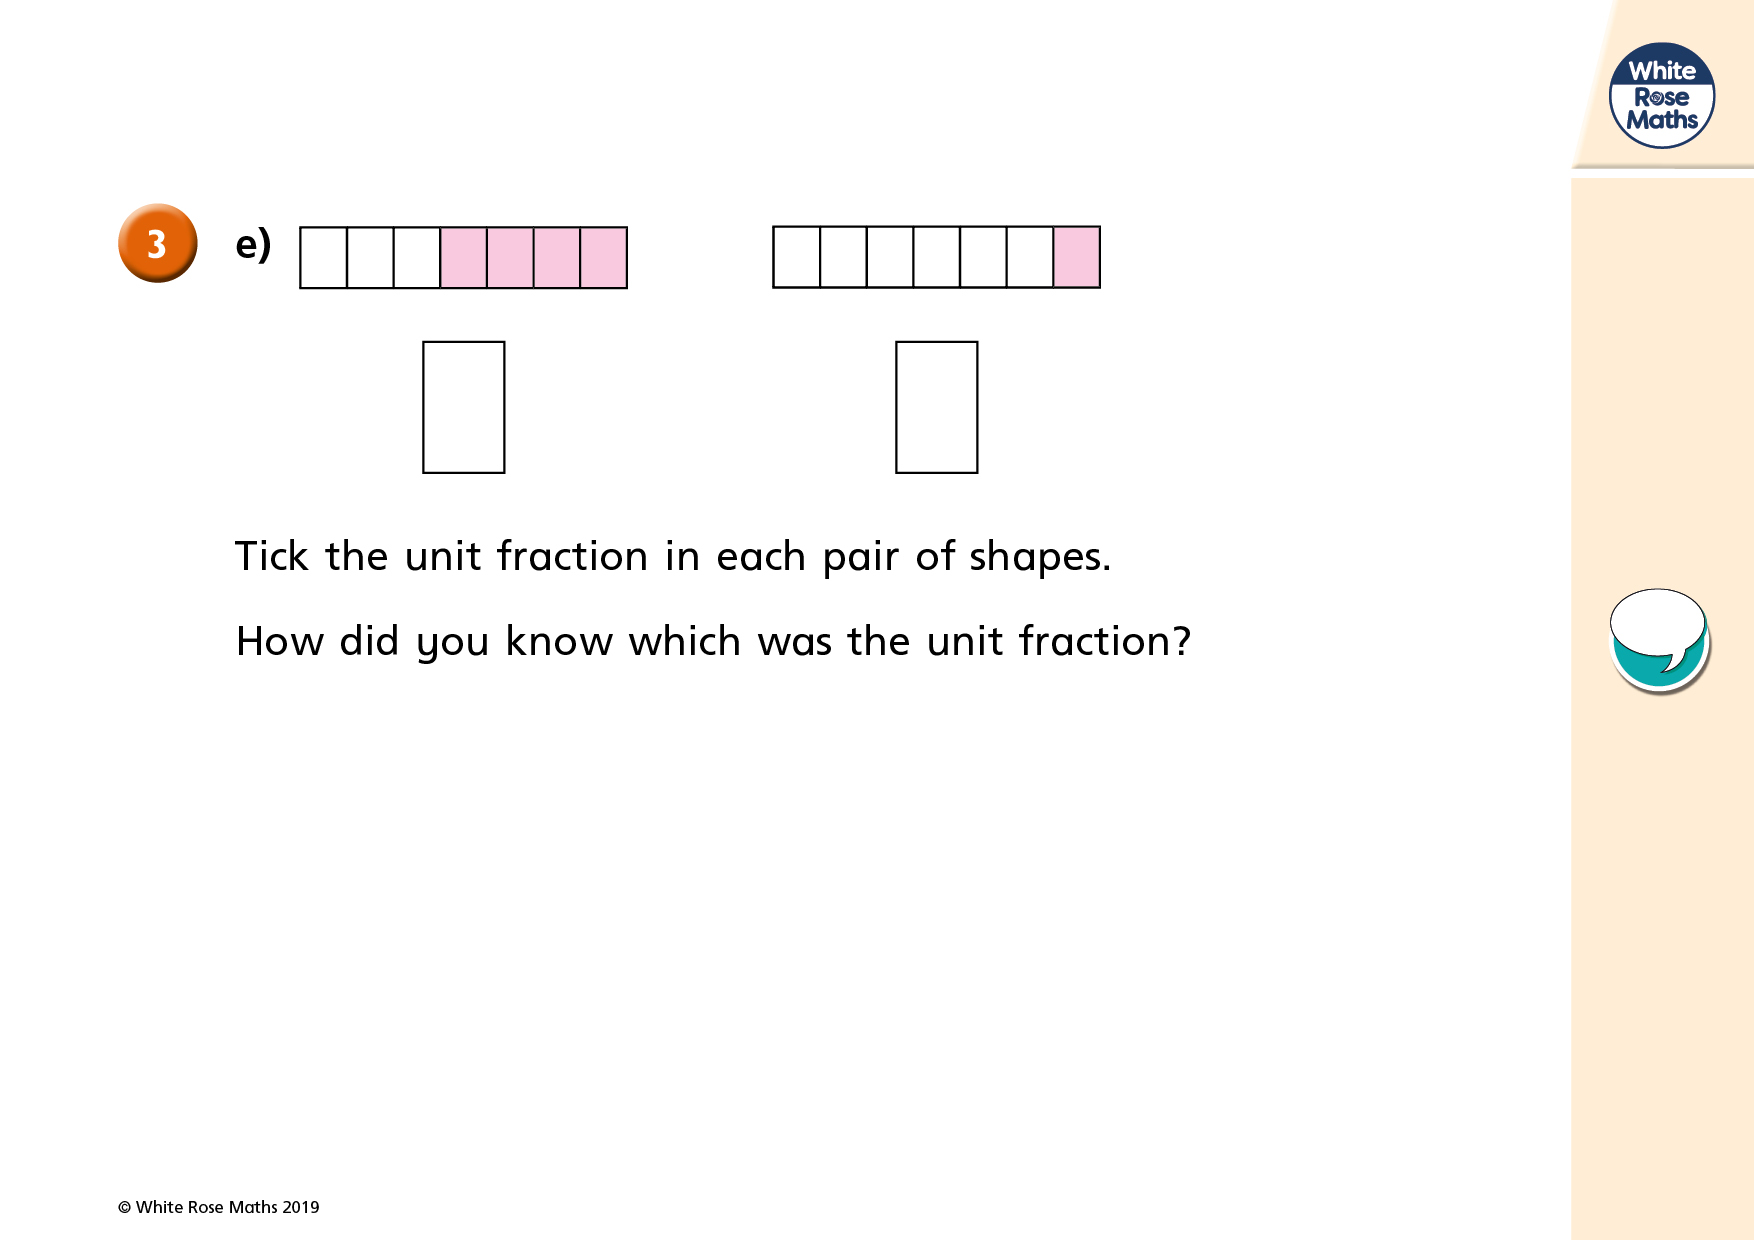 White
Rose
Maths
3 e)
Tick the unit fraction in each pair of shapes.
How did you know which was the unit fraction?
© White Rose Maths 2019